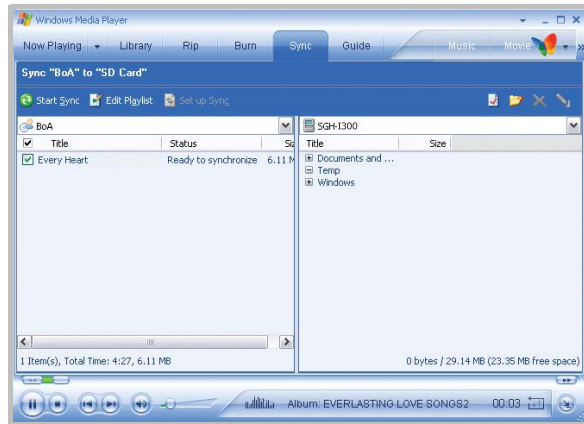 Windows Media Player
Now Playing Library Rip Burn Sync Guide Music Movie
Sync "BoA" to "SD Card"
Start Sync Edit Playlist Set up Sync
BoA SGH-I300
Title Status Siz Title Size
Every Heart Ready to synchronize 6.11 M Documents and ...
Temp
Windows
1 Item(s), Total Time: 4:27, 6.11 MB 0 bytes / 29.14 MB (23.35 MB free space)
Album: EVERLASTING LOVE SONGS2 00:03